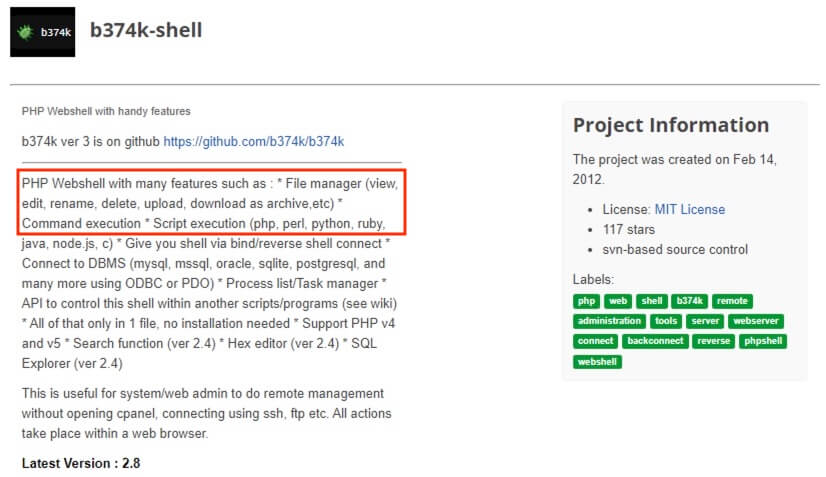 b374k
b374k-shell
PHP Webshell with handy features
b374k ver 3 is on github https://github.com/b374k/b374k
PHP Webshell with many features such as : * File manager (view,
edit, rename, delete, upload, download as archive,etc) *
Command execution * Script execution (php, perl, python, ruby,
java, node.js, c) * Give you shell via bind/reverse shell connect *
Connect to DBMS (mysql, mssql, oracle, sqlite, postgresql, and
many more using ODBC or PDO) * Process list/Task manager *
API to control this shell within another scripts/programs (see wiki)
* All of that only in 1 file, no installation needed * Support PHP v4
and v5 * Search function (ver 2.4) * Hex editor (ver 2.4) * SQL
Explorer (ver 2.4)
This is useful for system/web admin to do remote management
without opening cpanel, connecting using ssh, ftp etc. All actions
take place within a web browser.
Latest Version : 2.8
Project Information
The project was created on Feb 14,
2012.
• License: MIT License
• 117 stars
• svn-based source control
Labels:
php web shell b374k remote
administration tools server webserver
connect backconnect reverse phpshell
webshell